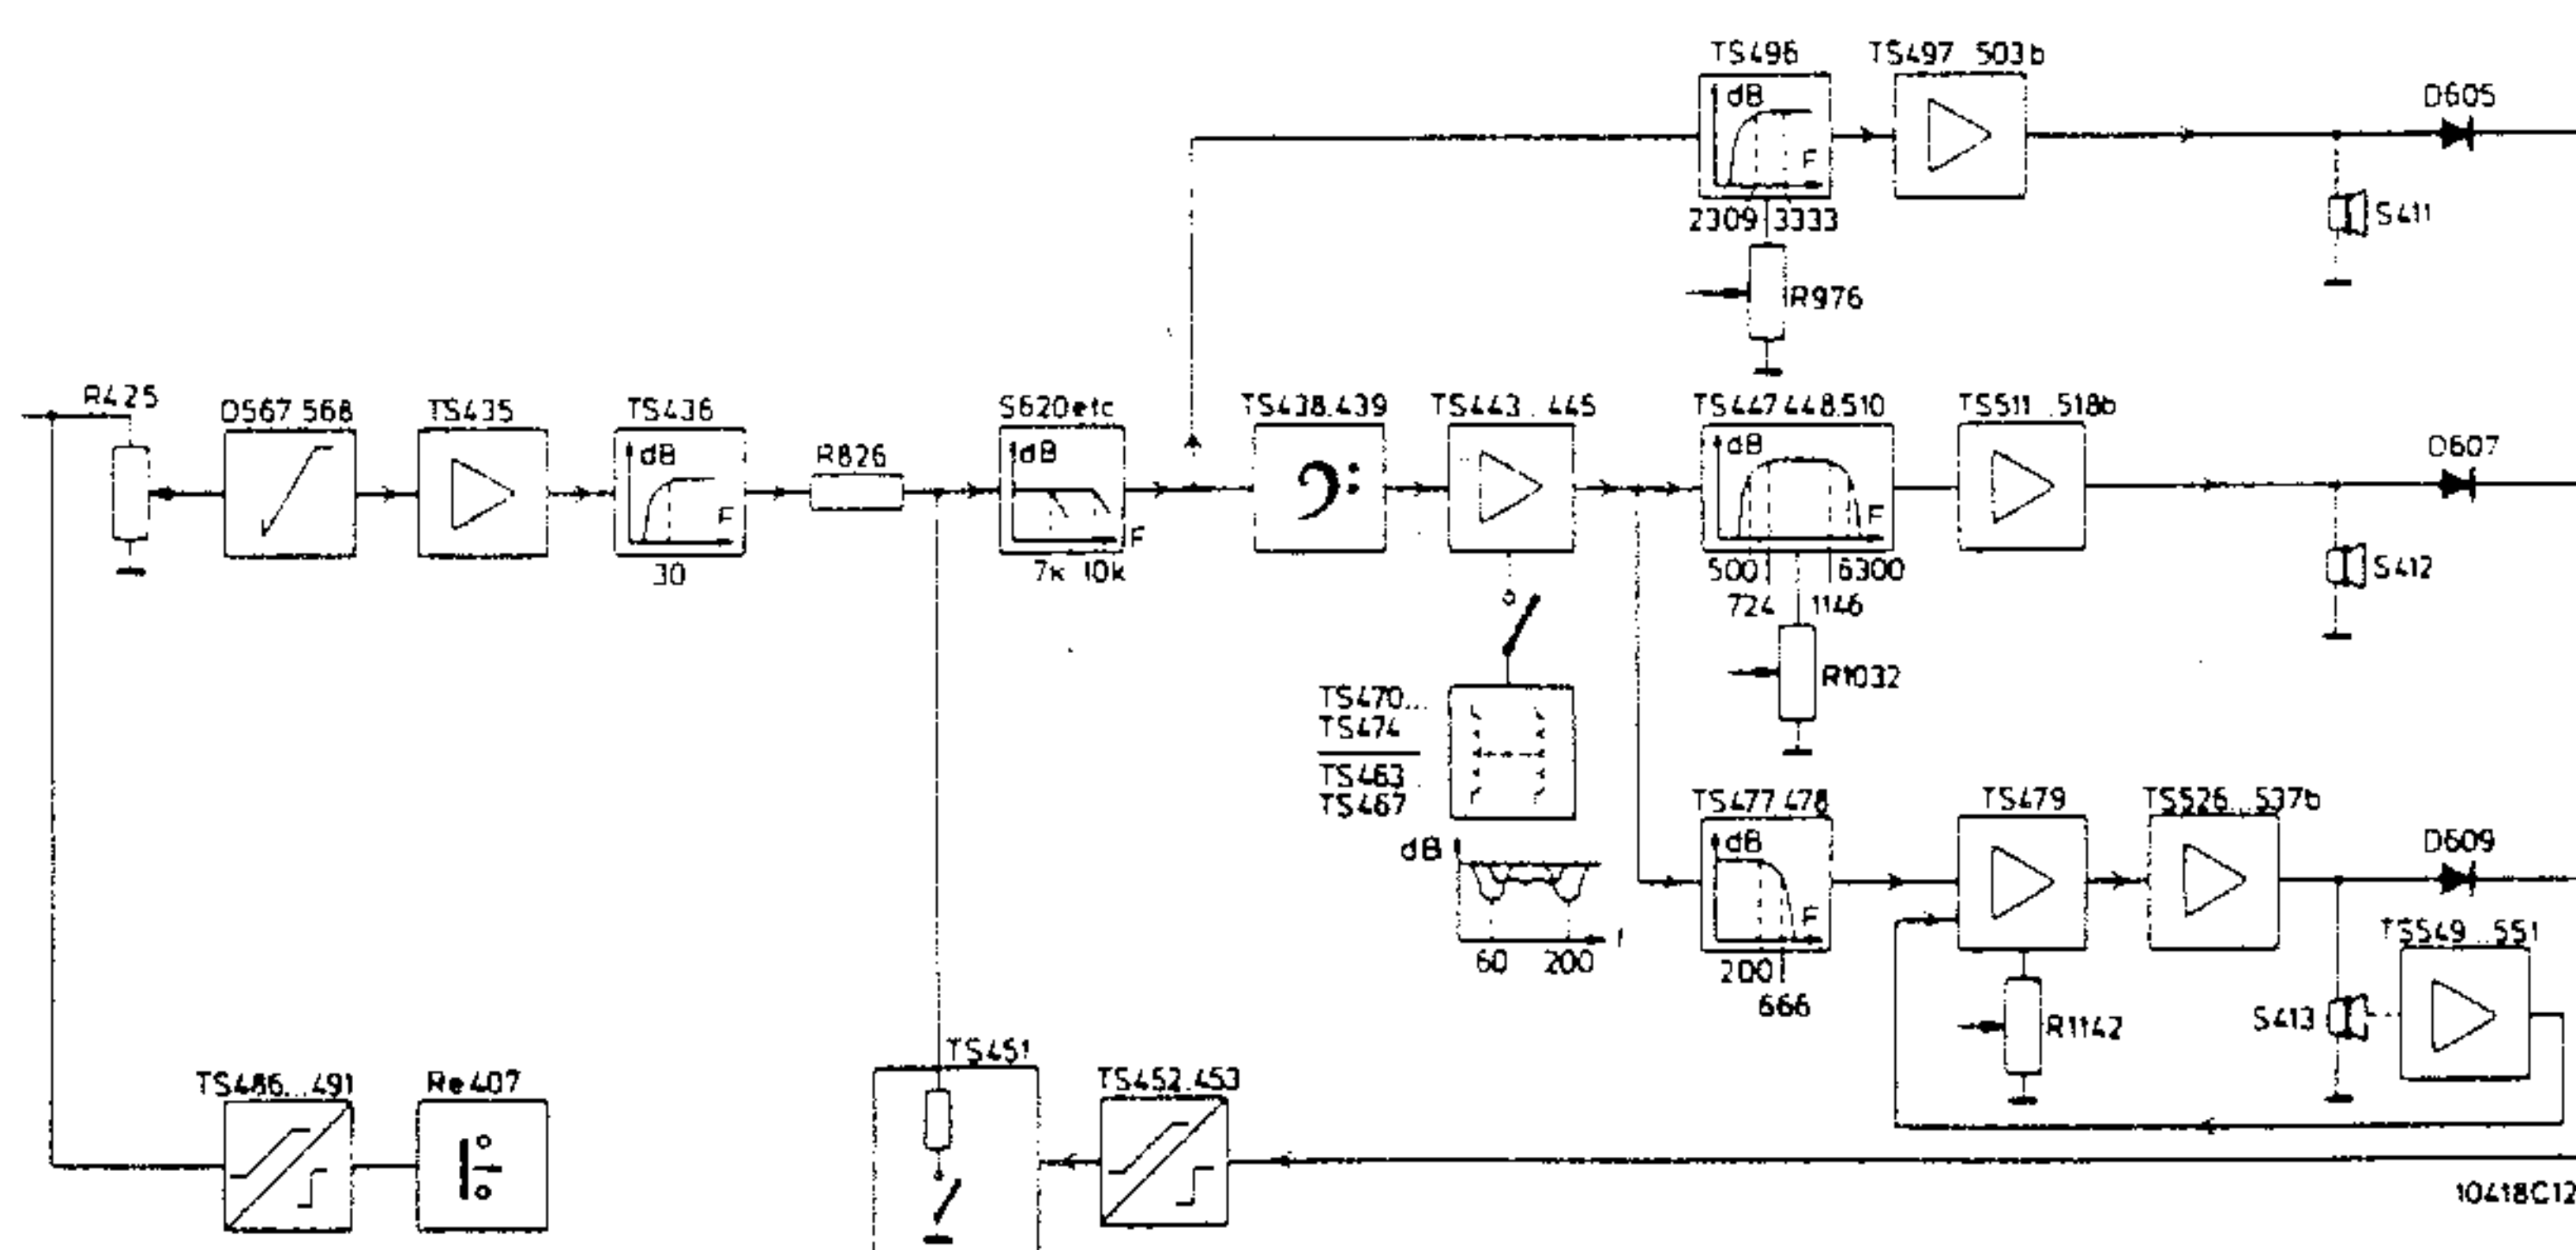 TS496
TS497 503b
dB
F
D605
2309 3333
S411
R976
R425
D567.568
TS435
TS436
dB
F
30
R826
S620etc
dB
F
7k 10k
TS438.439
TS443...445
TS447.448.510
dB
F
500 6300
724 1146
TS511...518b
D607
S412
R1032
TS470...
TS474
TS463...
TS467
dB
60 200
TS477.478
dB
F
200
666
TS479
TS526...537b
D609
TS549...551
S413
R1142
TS451
TS452.453
TS486...491
Re407
10418C12